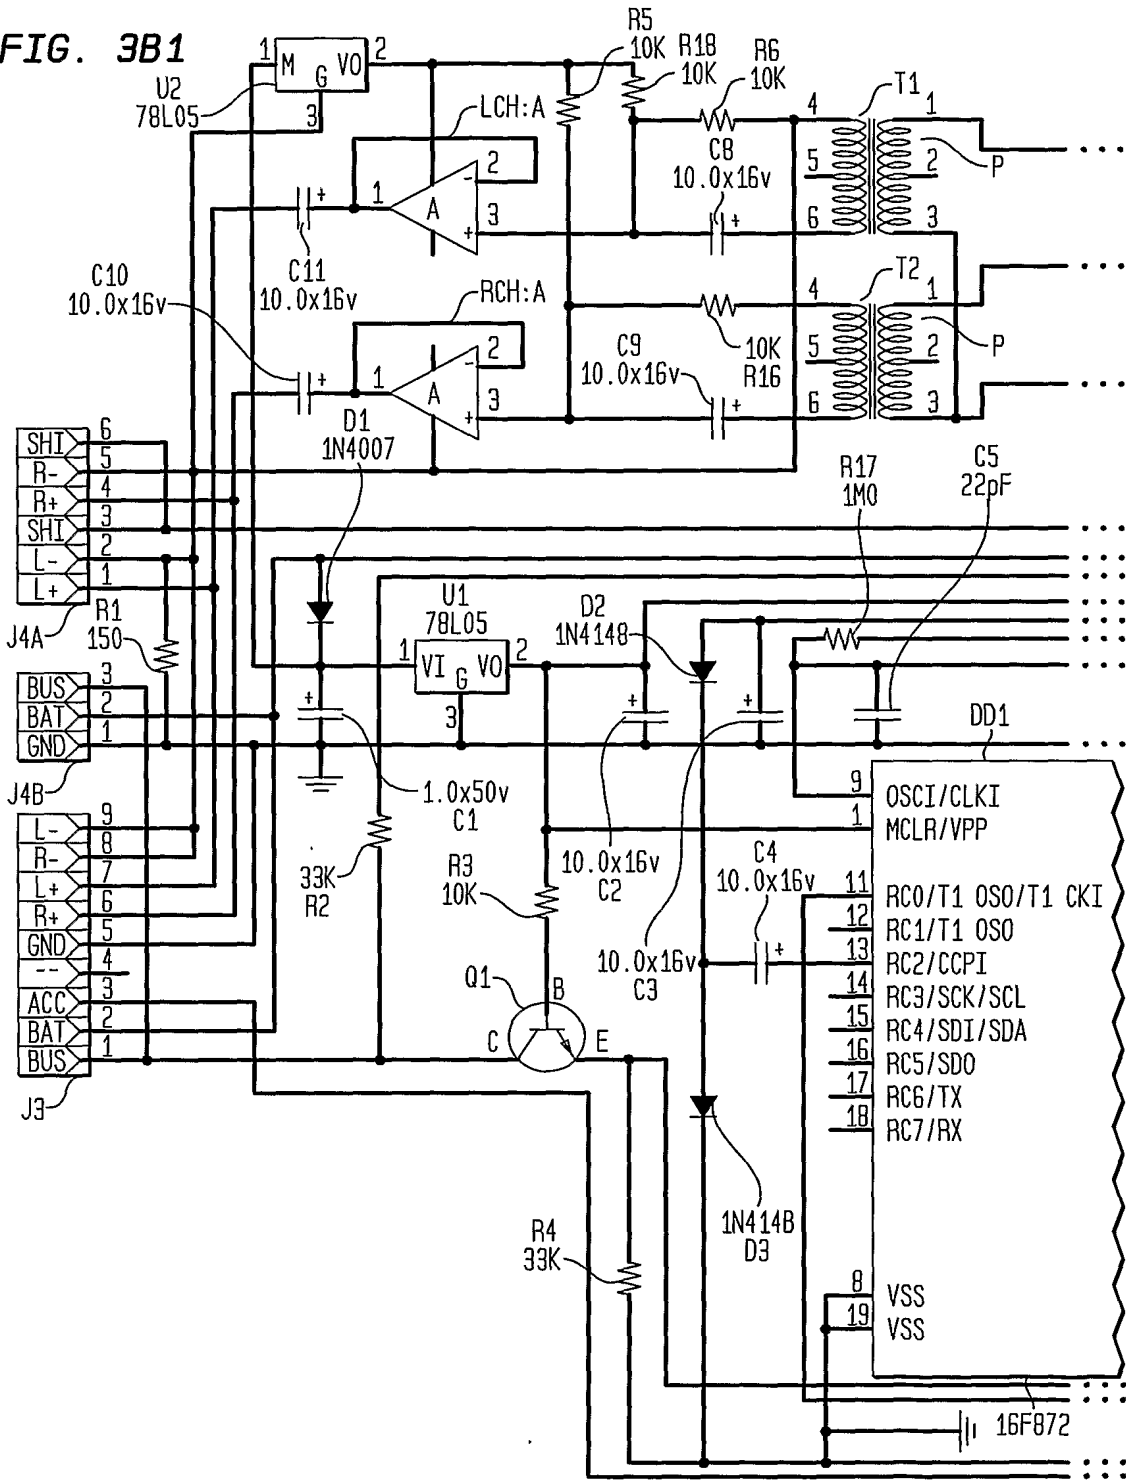 FIG. 3B1
1 M G VO 2
3
U2
78L05
LCH:A
R5
10K
R18
10K
R6
10K
T1
4 1
5 2
6 3
P
C8
10.0x16v
1 A 2 - 3 +
C11
10.0x16v
C10
10.0x16v
RCH:A
1 A 2 - 3 +
10K
R16
C9
10.0x16v
T2
4 1
5 2
6 3
P
D1
1N4007
SHI 6
R- 5
R+ 4
SHI 3
L- 2
L+ 1
J4A
R1
150
R17
1M0
C5
22pF
U1
78L05
1 VI G VO 2
3
D2
1N4148
BUS 3
BAT 2
GND 1
J4B
1.0x50v
C1
10.0x16v
C2
10.0x16v
C3
C4
10.0x16v
33K
R2
R3
10K
L- 9
R- 8
L+ 7
R+ 6
GND 5
-- 4
ACC 3
BAT 2
BUS 1
J3
Q1
B
C E
R4
33K
1N414B
D3
DD1
9 OSCI/CLKI
1 MCLR/VPP
11 RC0/T1 OSO/T1 CKI
12 RC1/T1 OSO
13 RC2/CCPI
14 RC3/SCK/SCL
15 RC4/SDI/SDA
16 RC5/SDO
17 RC6/TX
18 RC7/RX
8 VSS
19 VSS
16F872